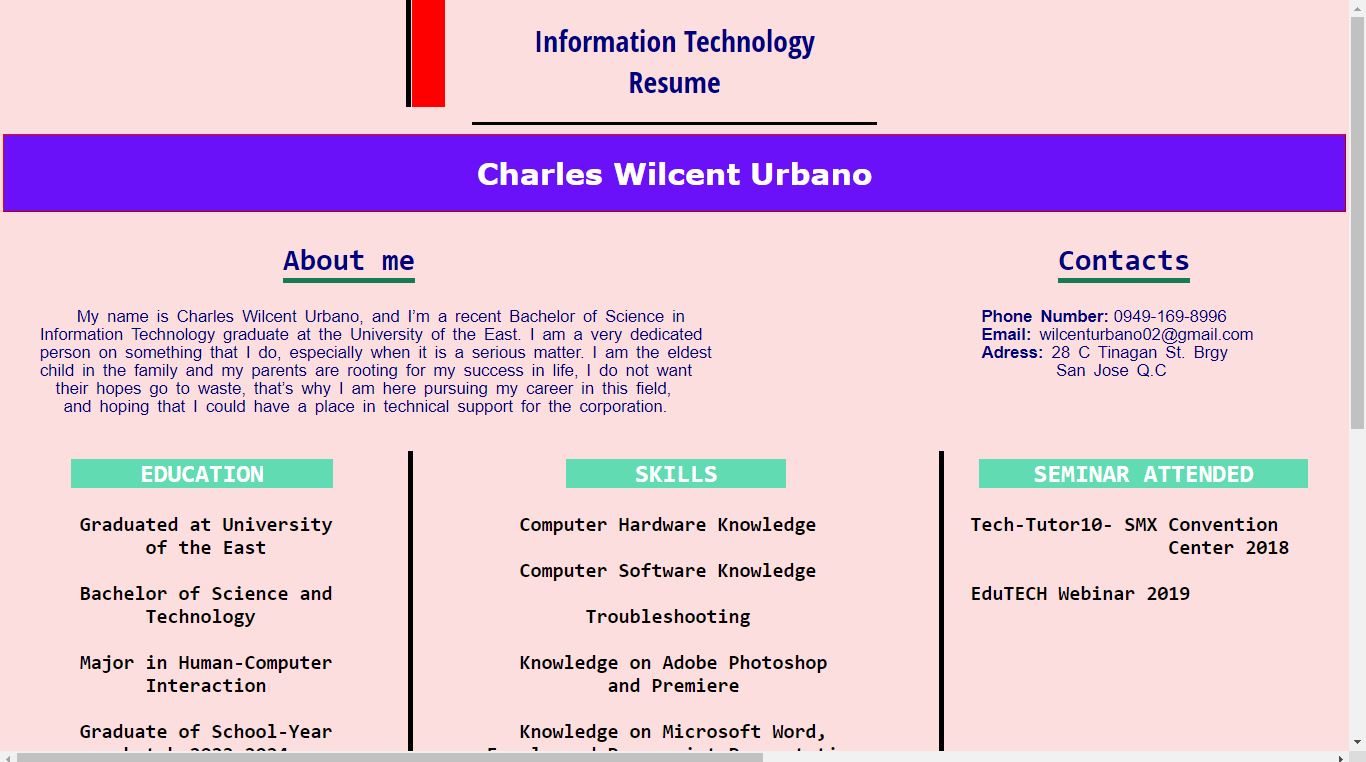 Information Technology
Resume
Charles Wilcent Urbano
About me
My name is Charles Wilcent Urbano, and I’m a recent Bachelor of Science in
Information Technology graduate at the University of the East. I am a very dedicated
person on something that I do, especially when it is a serious matter. I am the eldest
child in the family and my parents are rooting for my success in life, I do not want
their hopes go to waste, that’s why I am here pursuing my career in this field,
and hoping that I could have a place in technical support for the corporation.
Contacts
Phone Number: 0949-169-8996
Email: wilcenturbano02@gmail.com
Adress: 28 C Tinagan St. Brgy
San Jose Q.C
EDUCATION
Graduated at University
of the East
Bachelor of Science and
Technology
Major in Human-Computer
Interaction
Graduate of School-Year
SKILLS
Computer Hardware Knowledge
Computer Software Knowledge
Troubleshooting
Knowledge on Adobe Photoshop
and Premiere
Knowledge on Microsoft Word,
SEMINAR ATTENDED
Tech-Tutor10- SMX Convention
Center 2018
EduTECH Webinar 2019